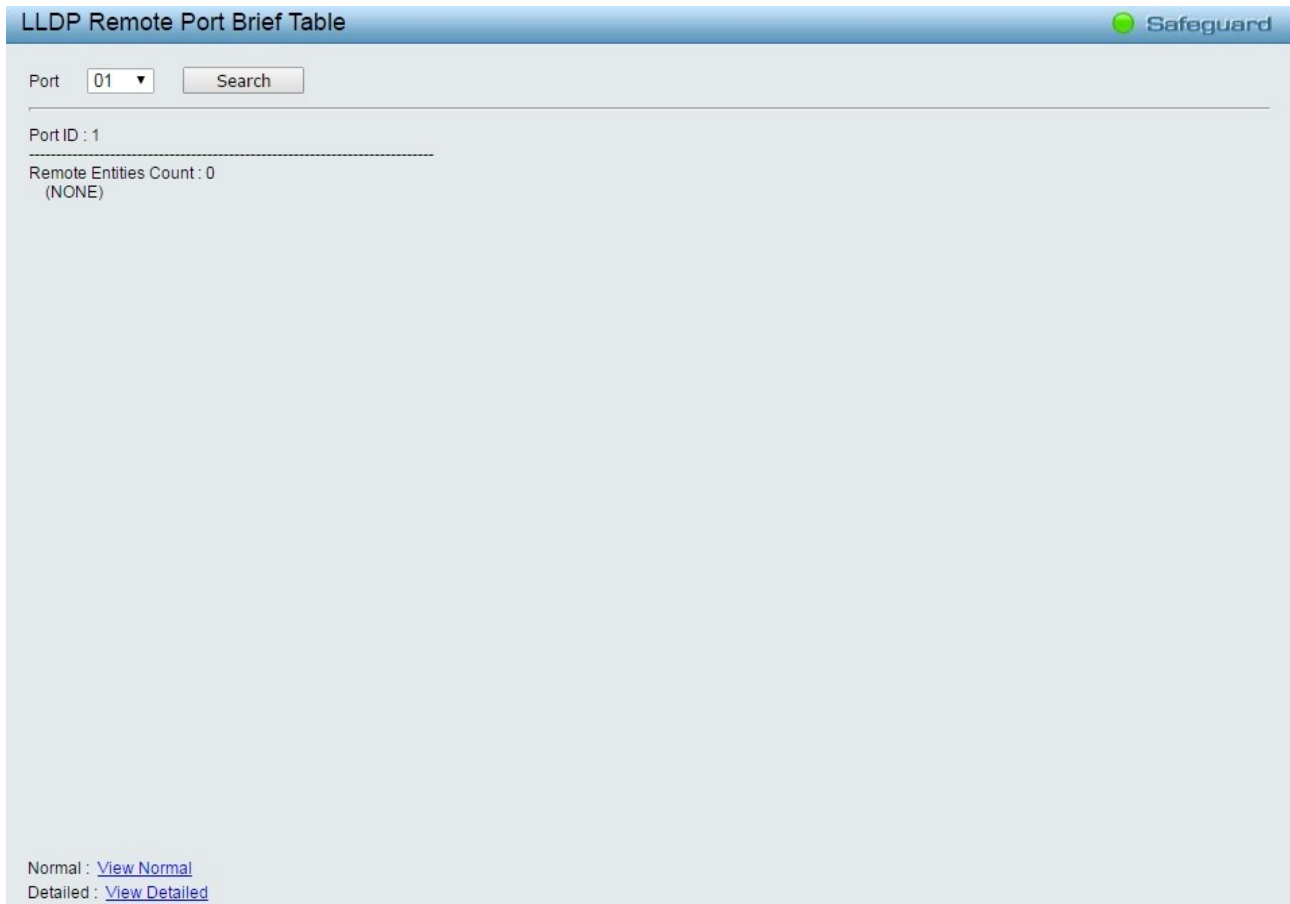 LLDP Remote Port Brief Table
Safeguard
Port 01 Search
Port ID : 1
--------------------------------------------------------------------------------
Remote Entities Count : 0
(NONE)
Normal : View Normal
Detailed : View Detailed